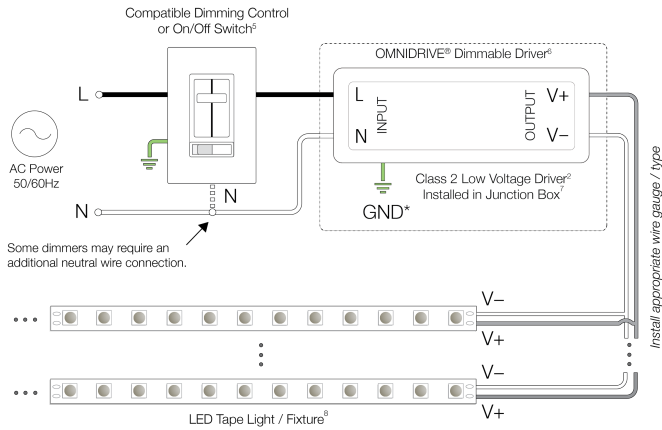 Compatible Dimming Control
or On/Off Switch⁵
OMNIDRIVE® Dimmable Driver⁶
L
L
INPUT
N
OUTPUT
V+
V–
AC Power
50/60Hz
N
N
GND*
Class 2 Low Voltage Driver²
Installed in Junction Box⁷
Some dimmers may require an
additional neutral wire connection.
Install appropriate wire gauge / type
V–
V+
V–
V+
LED Tape Light / Fixture⁸